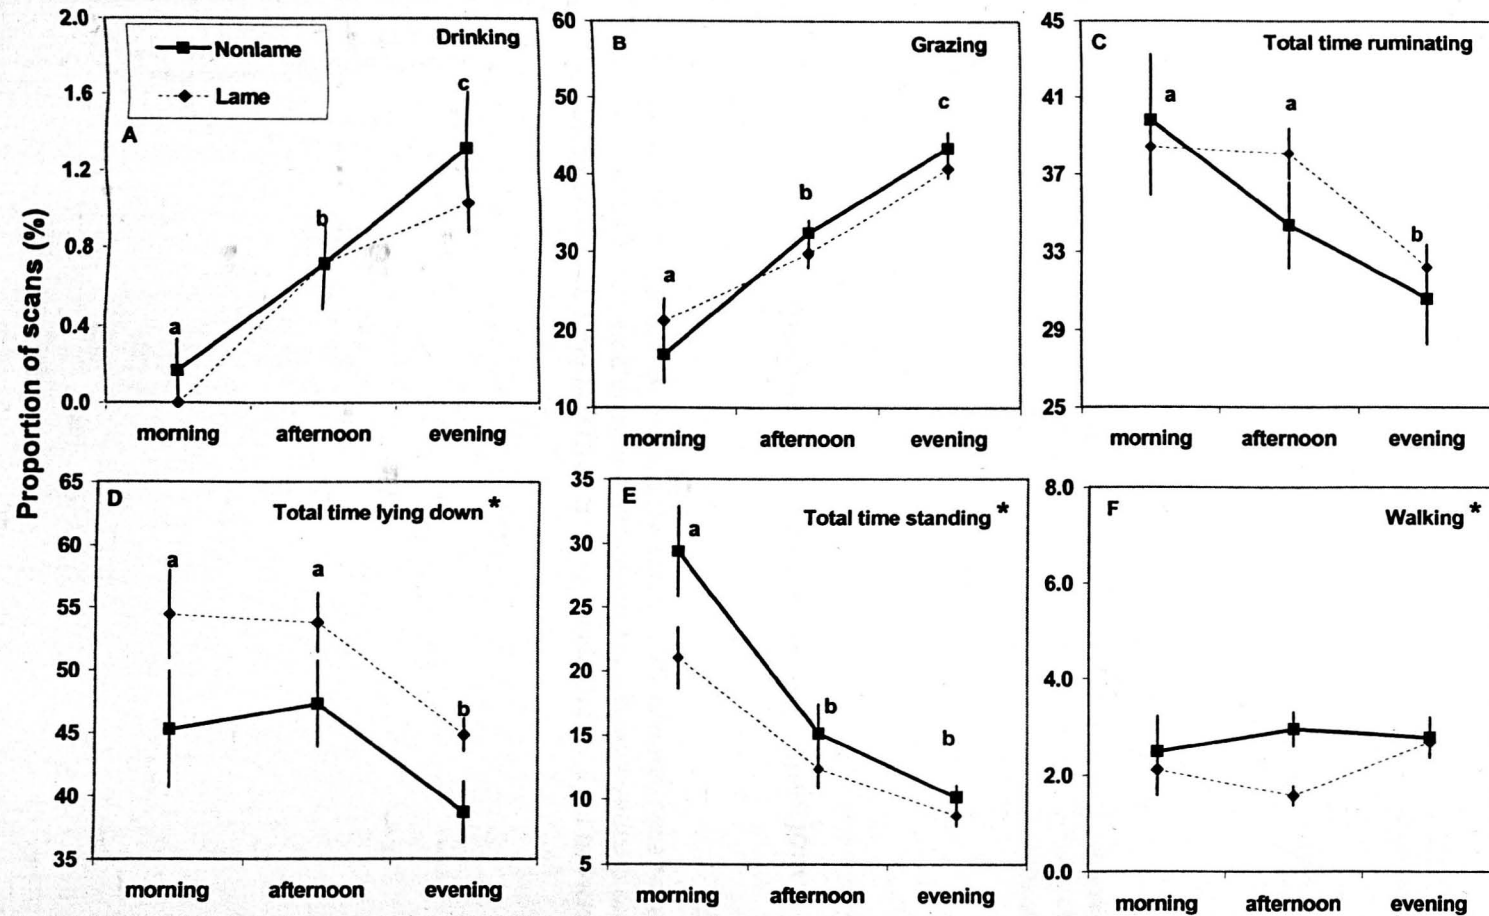 Proportion of scans (%)
Nonlame
Lame
A
Drinking
2.0
1.6
1.2
0.8
0.4
0.0
a
b
c
morning afternoon evening
B
Grazing
60
50
40
30
20
10
a
b
c
morning afternoon evening
C
Total time ruminating
45
41
37
33
29
25
a
a
b
morning afternoon evening
D
Total time lying down *
65
60
55
50
45
40
35
a
a
b
morning afternoon evening
E
Total time standing *
35
30
25
20
15
10
5
a
b
b
morning afternoon evening
F
Walking *
8.0
6.0
4.0
2.0
0.0
morning afternoon evening